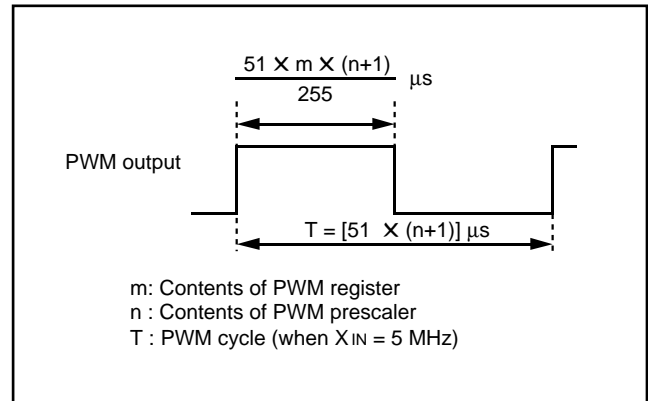 51 × m × (n+1)
255
μs
PWM output
T = [51 × (n+1)] μs
m: Contents of PWM register
n : Contents of PWM prescaler
T : PWM cycle (when XIN = 5 MHz)